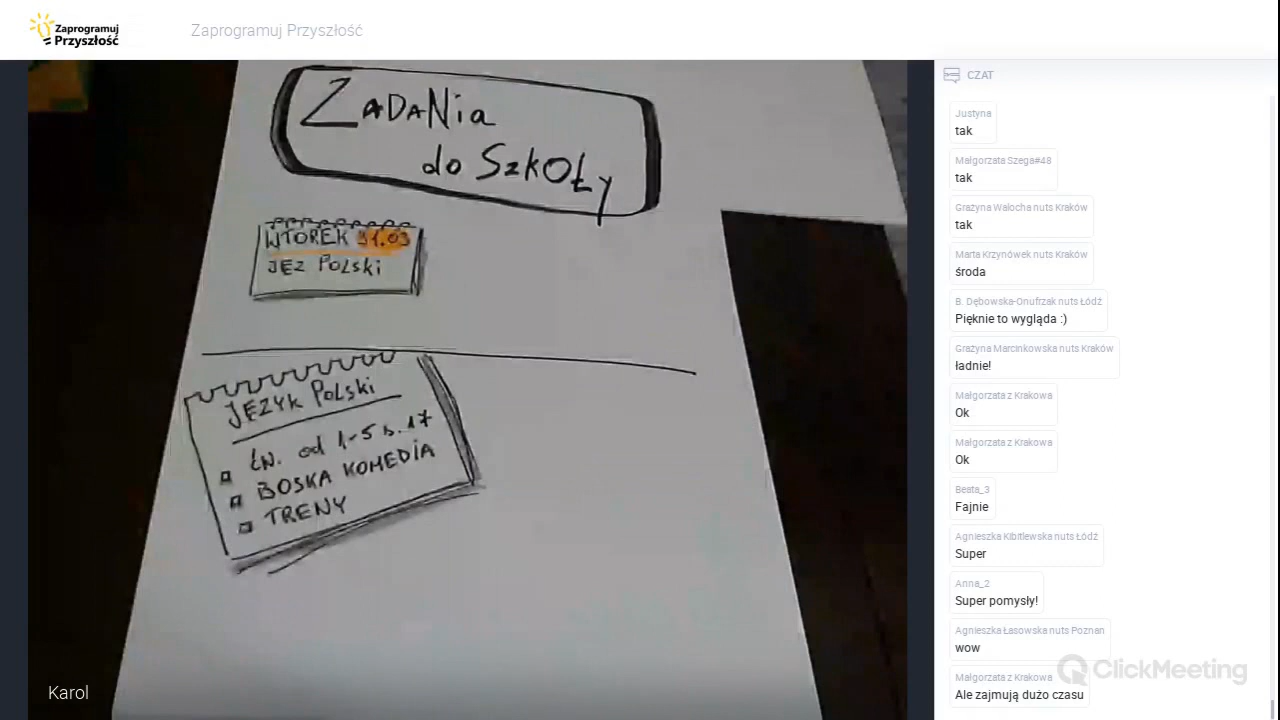 Zaprogramuj
Przyszłość
Zaprogramuj Przyszłość
ZADANiA
do SZKOŁy
WTOREK 31.03
JĘZ POLSki
JĘZYK POLSki
ĆW. od 1-5 s. 17
BOSKA KOMEDIA
TRENY
Karol
CZAT
Justyna
tak
Małgorzata Szega#48
tak
Grażyna Wałocha nuts Kraków
tak
Marta Krzynówek nuts Kraków
środa
B. Dębowska-Onufrzak nuts Łódź
Pięknie to wygląda :)
Grażyna Marcinkowska nuts Kraków
ładnie!
Małgorzata z Krakowa
Ok
Małgorzata z Krakowa
Ok
Beata_3
Fajnie
Agnieszka Kibitlewska nuts Łódź
Super
Anna_2
Super pomysły!
Agnieszka Łasowska nuts Poznan
wow
Małgorzata z Krakowa
Ale zajmują dużo czasu
ClickMeeting